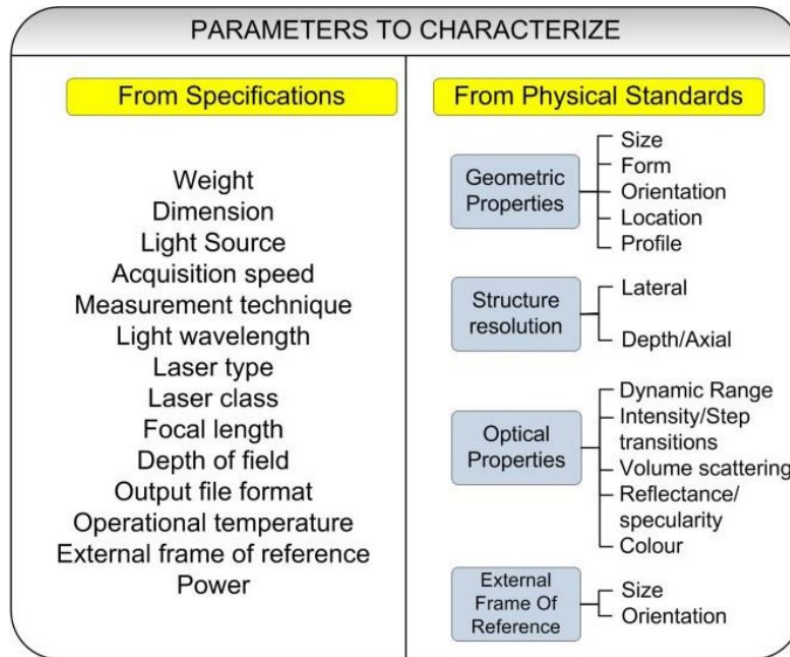 PARAMETERS TO CHARACTERIZE
From Specifications
Weight
Dimension
Light Source
Acquisition speed
Measurement technique
Light wavelength
Laser type
Laser class
Focal length
Depth of field
Output file format
Operational temperature
External frame of reference
Power
From Physical Standards
Geometric
Properties
Size
Form
Orientation
Location
Profile
Structure
resolution
Lateral
Depth/Axial
Optical
Properties
Dynamic Range
Intensity/Step
transitions
Volume scattering
Reflectance/
specularity
Colour
External
Frame Of
Reference
Size
Orientation